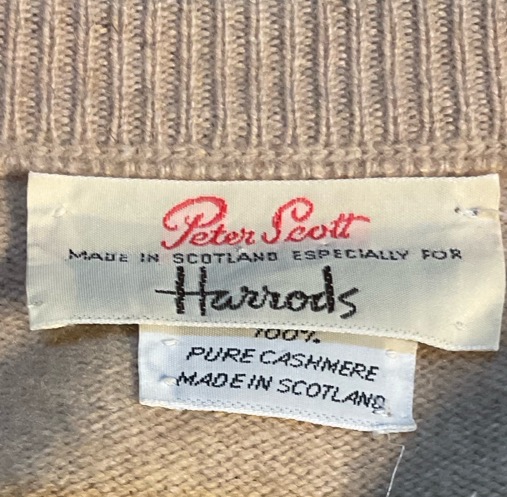 Peter Scott
MADE IN SCOTLAND ESPECIALLY FOR
Harrods
100%
PURE CASHMERE
MADE IN SCOTLAND